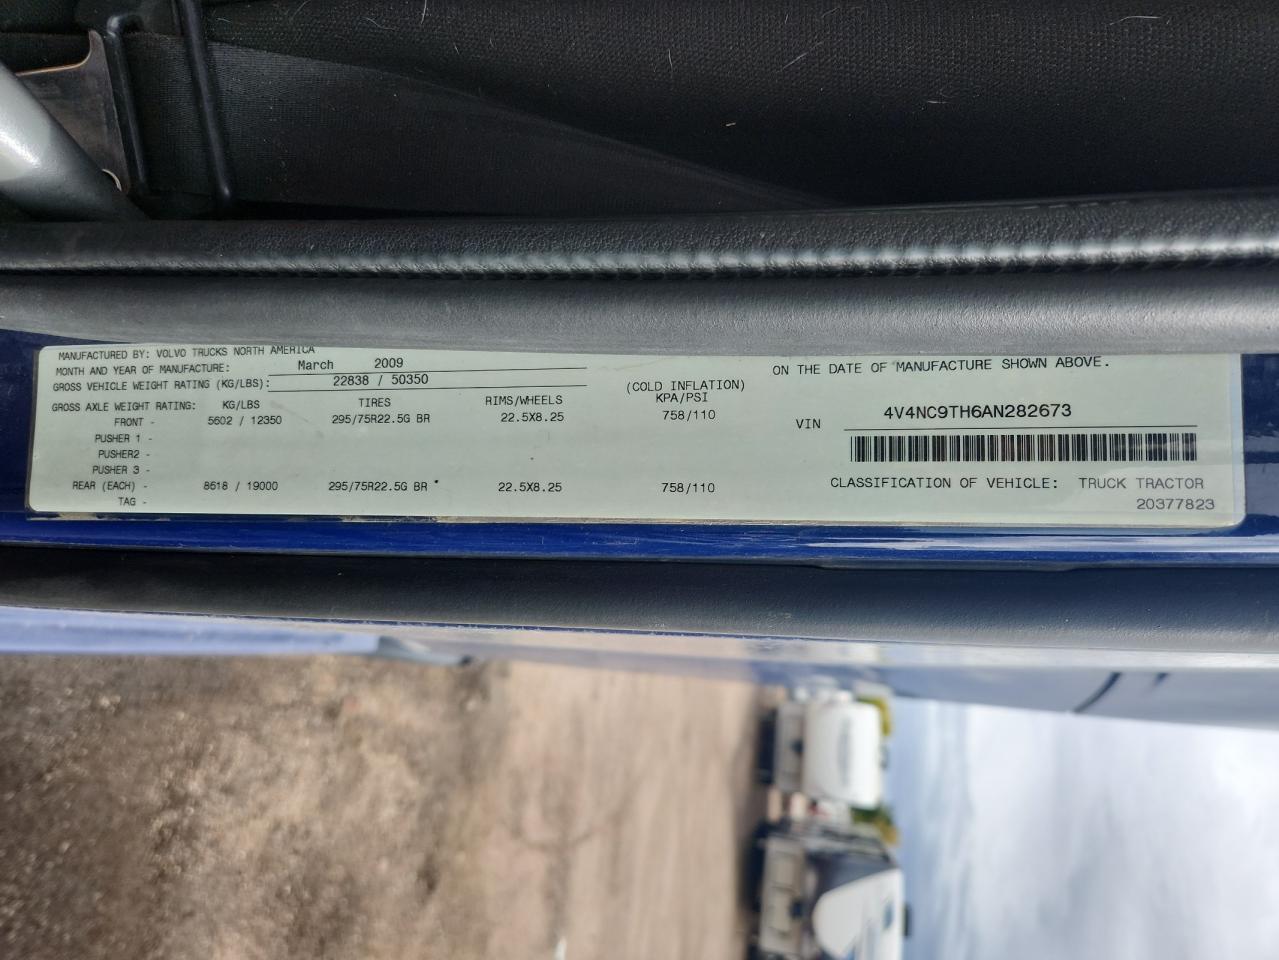 MANUFACTURED BY: VOLVO TRUCKS NORTH AMERICA
MONTH AND YEAR OF MANUFACTURE: March 2009
GROSS VEHICLE WEIGHT RATING (KG/LBS): 22838 / 50350
GROSS AXLE WEIGHT RATING: KG/LBS TIRES RIMS/WHEELS (COLD INFLATION) KPA/PSI
FRONT - 5602 / 12350 295/75R22.5G BR 22.5X8.25 758/110
PUSHER 1 -
PUSHER2 -
PUSHER 3 -
REAR (EACH) - 8618 / 19000 295/75R22.5G BR 22.5X8.25 758/110
TAG -
ON THE DATE OF MANUFACTURE SHOWN ABOVE.
VIN 4V4NC9TH6AN282673
CLASSIFICATION OF VEHICLE: TRUCK TRACTOR
20377823